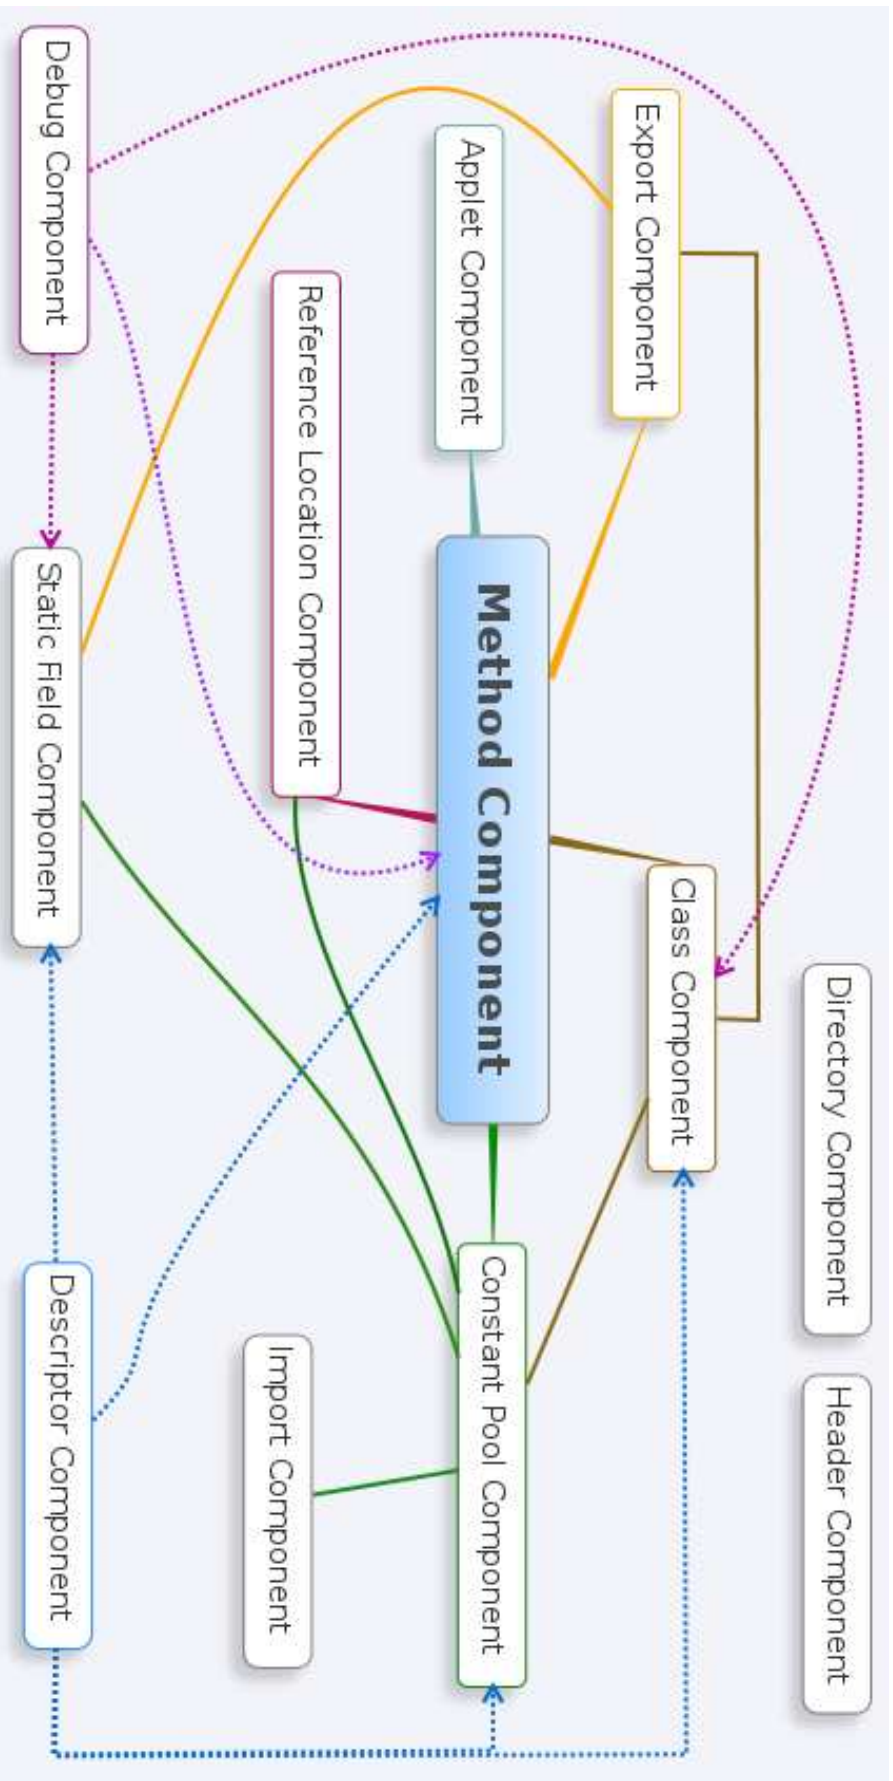 Directory Component
Header Component
Export Component
Class Component
Applet Component
Method Component
Constant Pool Component
Reference Location Component
Import Component
Debug Component
Static Field Component
Descriptor Component